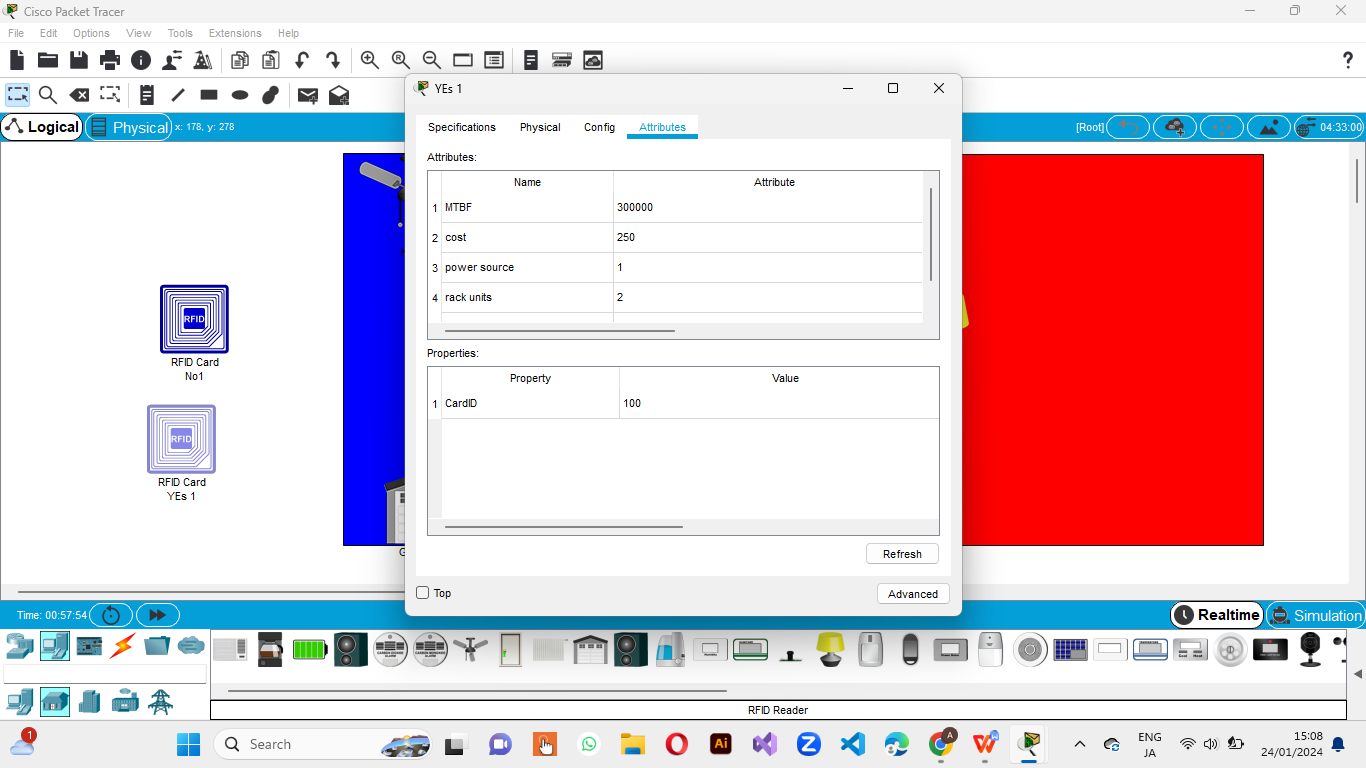 Cisco Packet Tracer
File Edit Options View Tools Extensions Help
Logical Physical x: 178, y: 278 [Root] 04:33:00
RFID
RFID Card
No1
RFID
RFID Card
YEs 1
G
YEs 1
Specifications Physical Config Attributes
Attributes:
Name Attribute
1 MTBF 300000
2 cost 250
3 power source 1
4 rack units 2
Properties:
Property Value
1 CardID 100
Refresh
Top
Advanced
Time: 00:57:54 Realtime Simulation
RFID Reader
1
Search
ENG
JA
15:08
24/01/2024